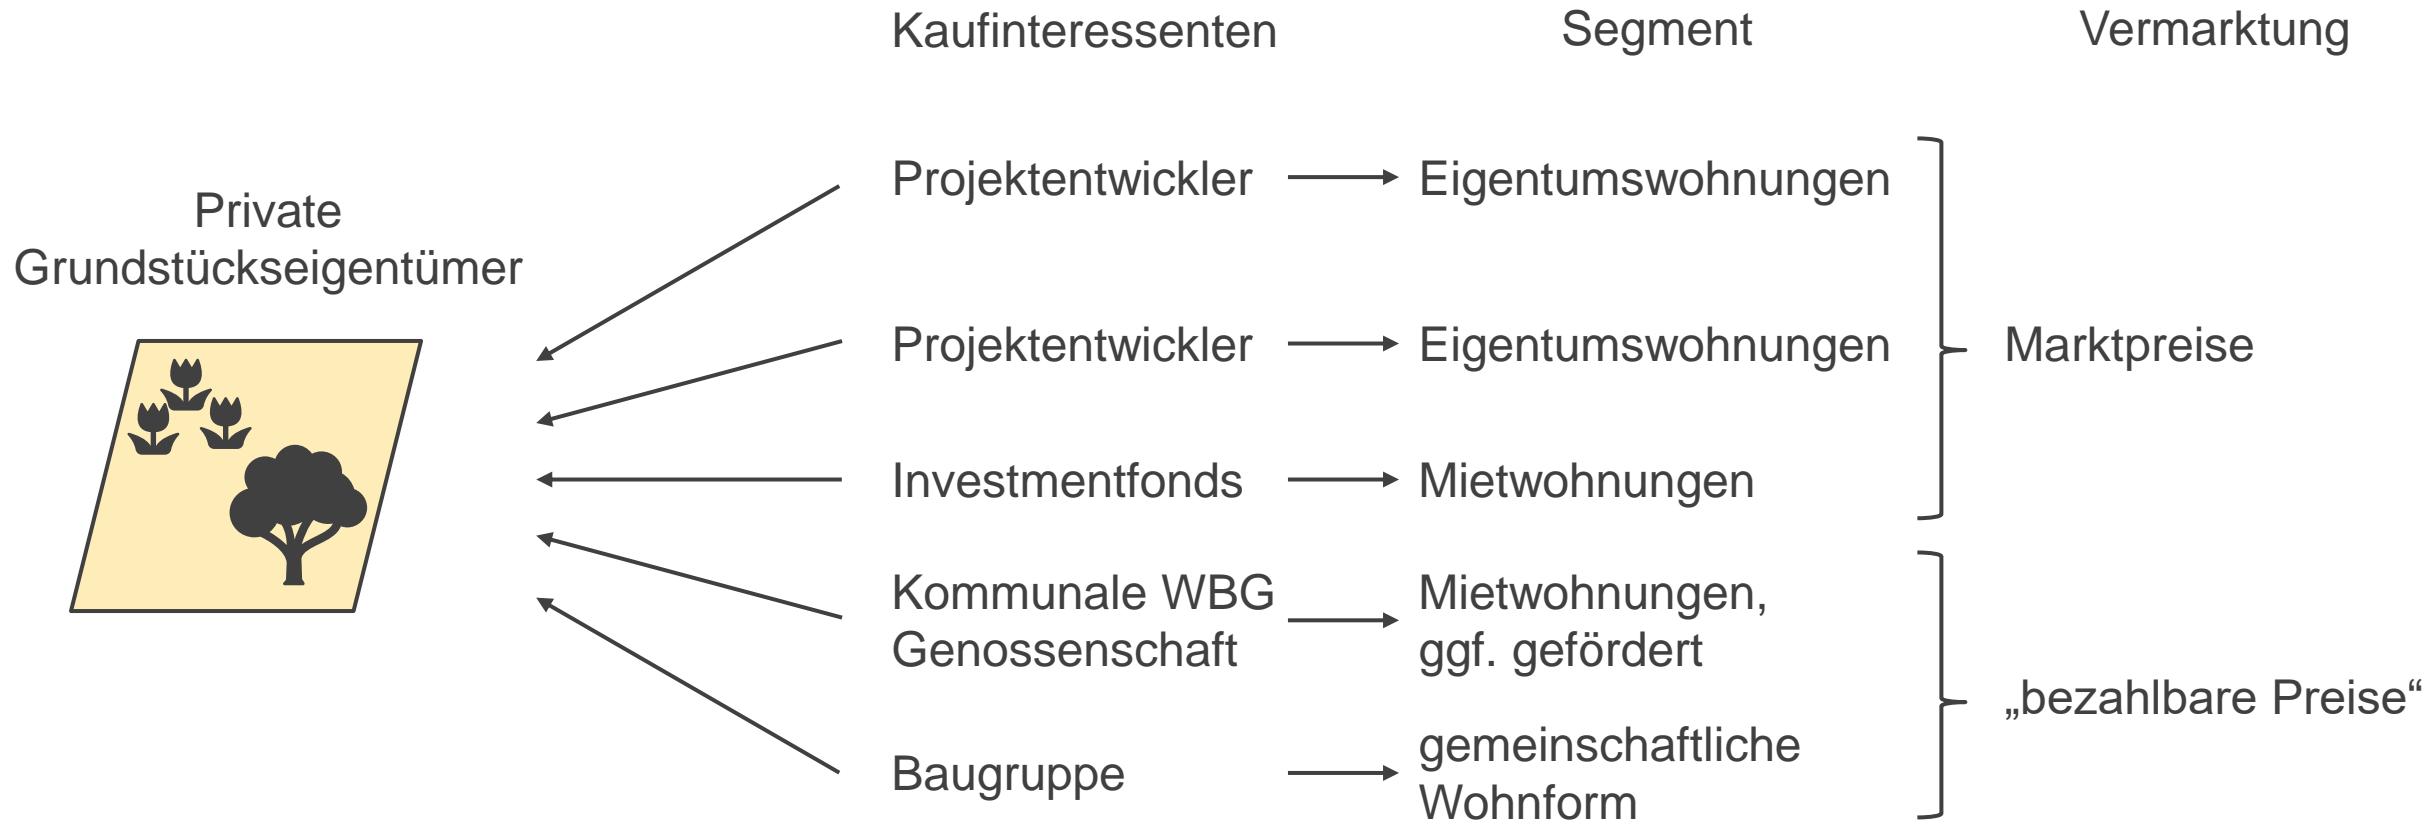 Kaufinteressenten
Segment
Vermarktung
Private
Grundstückseigentümer
Projektentwickler
Eigentumswohnungen
Projektentwickler
Eigentumswohnungen
Marktpreise
Investmentfonds
Mietwohnungen
Kommunale WBG
Genossenschaft
Mietwohnungen,
ggf. gefördert
„bezahlbare Preise“
Baugruppe
gemeinschaftliche
Wohnform